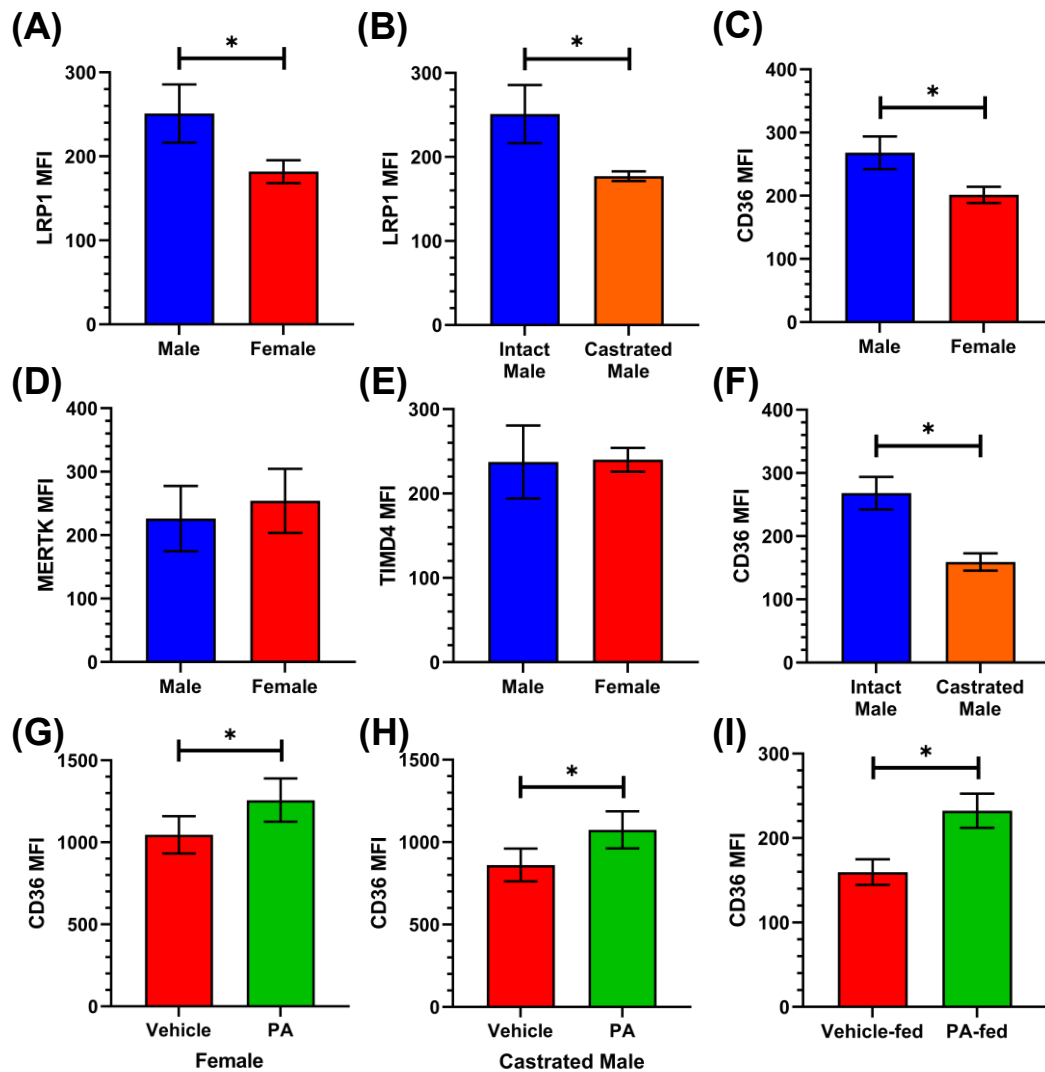 (A)
*
300
200
100
0
LRP1 MFI
Male Female
(B)
*
300
200
100
0
LRP1 MFI
Intact Castrated
Male Male
(C)
*
400
300
200
100
0
CD36 MFI
Male Female
(D)
400
300
200
100
0
MERTK MFI
Male Female
(E)
300
200
100
0
TIMD4 MFI
Male Female
(F)
*
400
300
200
100
0
CD36 MFI
Intact Castrated
Male Male
(G)
*
1500
1000
500
0
CD36 MFI
Vehicle PA
Female
(H)
*
1500
1000
500
0
CD36 MFI
Vehicle PA
Castrated Male
(I)
*
300
200
100
0
CD36 MFI
Vehicle-fed PA-fed